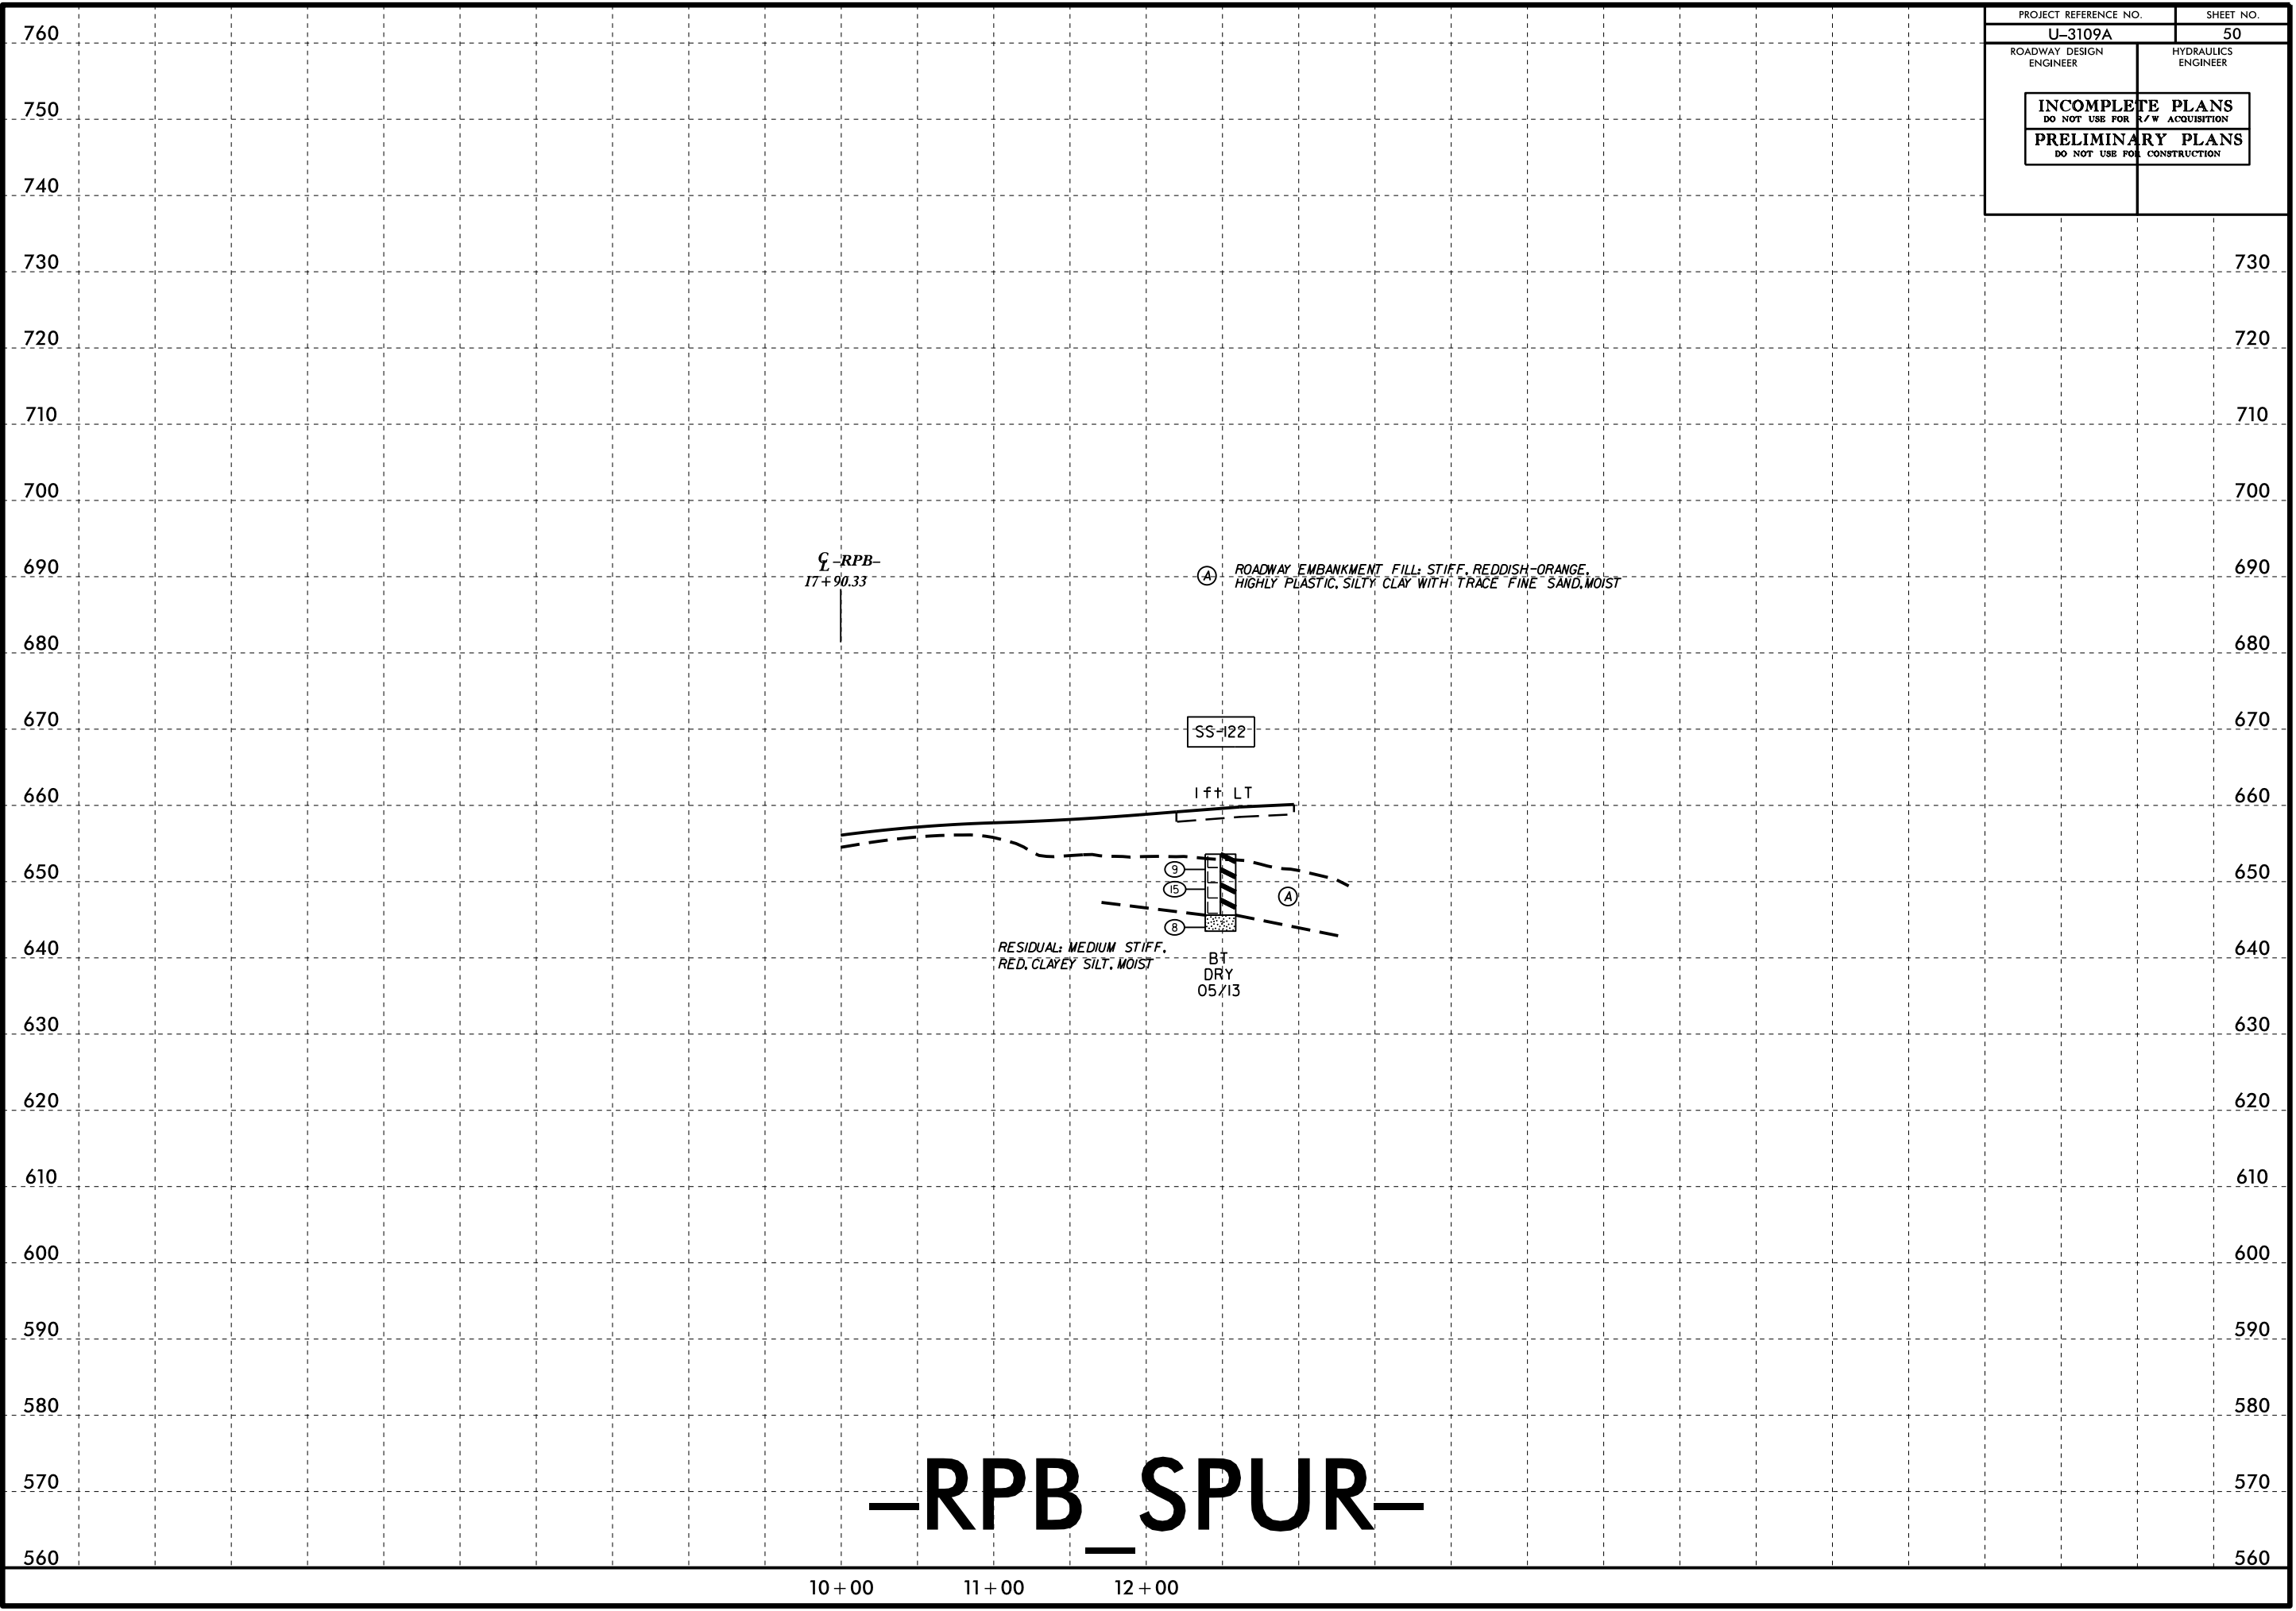 PROJECT REFERENCE NO. SHEET NO.
U–3109A 50
ROADWAY DESIGN ENGINEER
HYDRAULICS ENGINEER
INCOMPLETE PLANS
DO NOT USE FOR R/W ACQUISITION
PRELIMINARY PLANS
DO NOT USE FOR CONSTRUCTION
760
750
740
730 730
720 720
710 710
700 700
690 690
680 680
670 670
660 660
650 650
640 640
630 630
620 620
610 610
600 600
590 590
580 580
570 570
560 560
℄ –RPB–
17+90.33
A ROADWAY EMBANKMENT FILL: STIFF, REDDISH-ORANGE,
HIGHLY PLASTIC, SILTY CLAY WITH TRACE FINE SAND, MOIST
SS-122
1ft LT
9
15
A
8
RESIDUAL: MEDIUM STIFF,
RED, CLAYEY SILT, MOIST
BT
DRY
05/13
–RPB_SPUR–
10+00 11+00 12+00